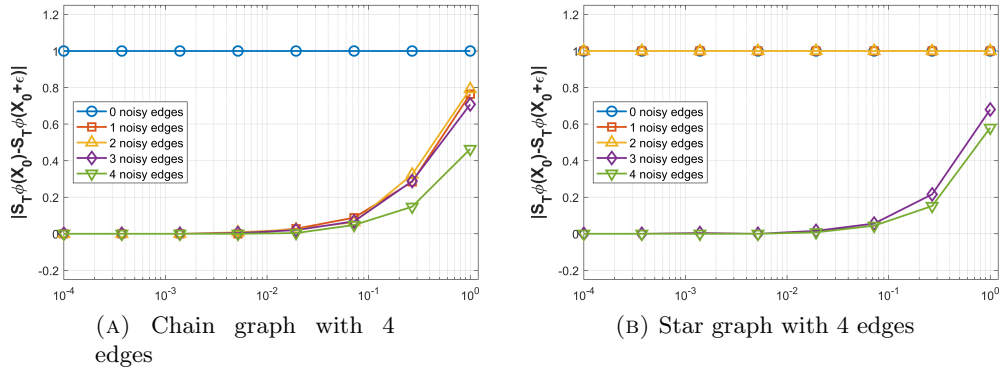 |S_Tϕ(X_0)-S_Tϕ(X_0+ϵ)|
1.2
1
0.8
0.6
0.4
0.2
0
-0.2
0 noisy edges
1 noisy edges
2 noisy edges
3 noisy edges
4 noisy edges
10^-4
10^-3
10^-2
10^-1
10^0
(A) Chain graph with 4
edges
|S_Tϕ(X_0)-S_Tϕ(X_0+ϵ)|
1.2
1
0.8
0.6
0.4
0.2
0
-0.2
0 noisy edges
1 noisy edges
2 noisy edges
3 noisy edges
4 noisy edges
10^-4
10^-3
10^-2
10^-1
10^0
(B) Star graph with 4 edges